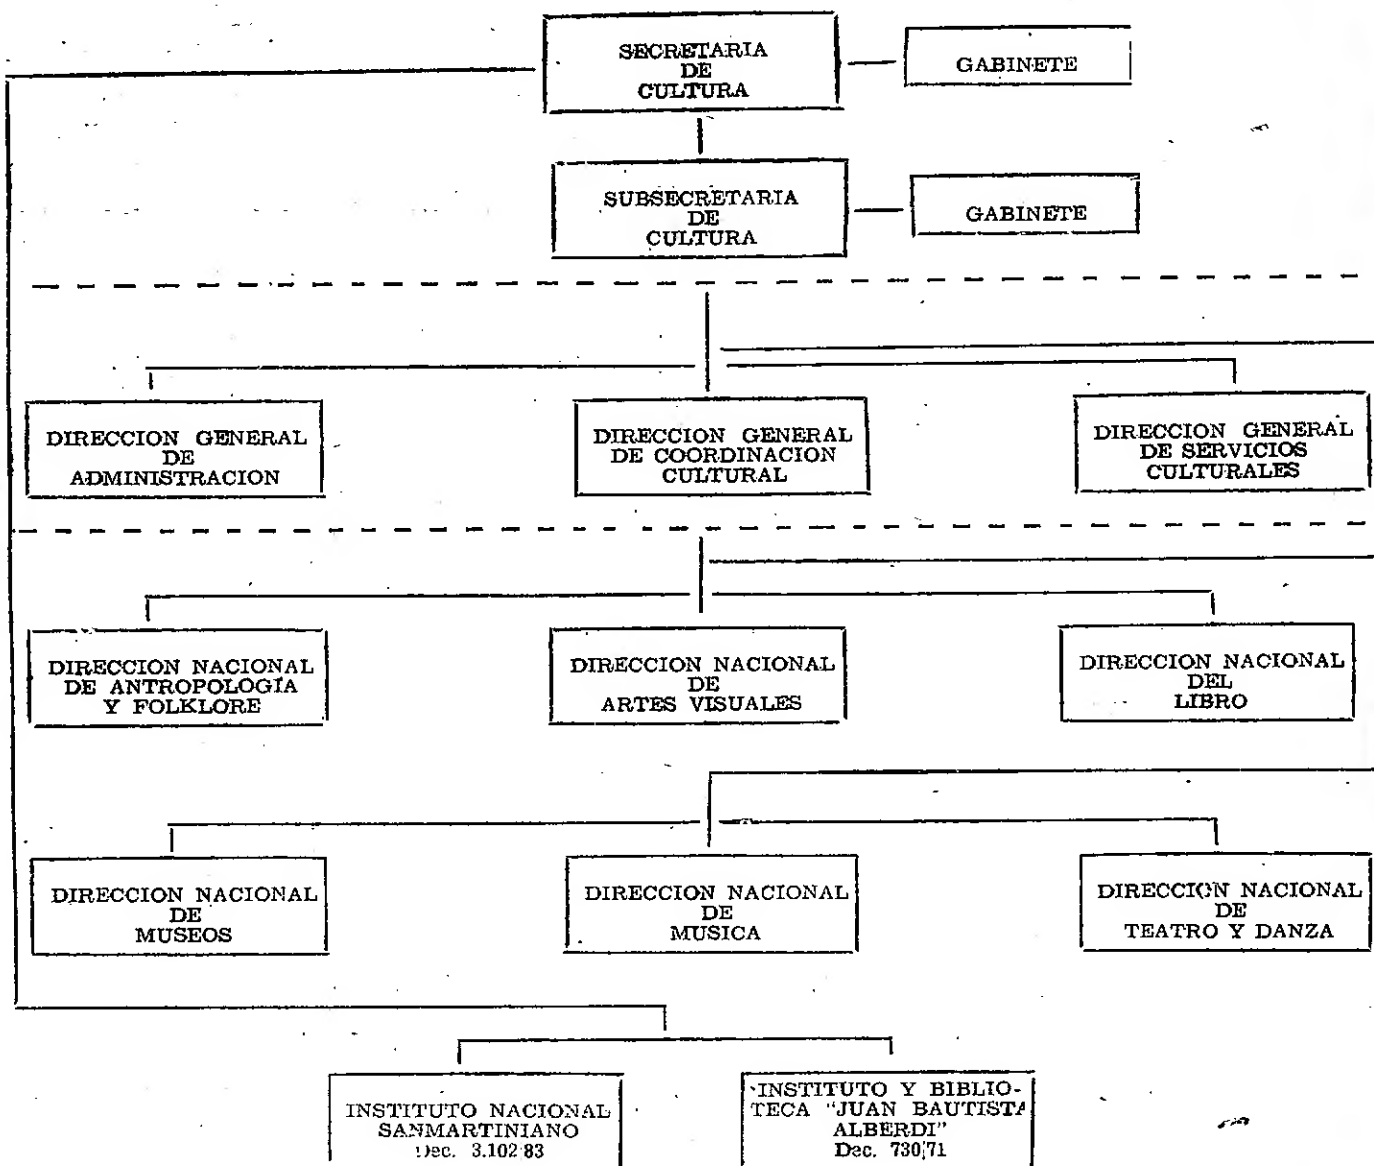 SECRETARIA
DE
CULTURA
GABINETE
SUBSECRETARIA
DE
CULTURA
GABINETE
DIRECCION GENERAL
DE
ADMINISTRACION
DIRECCION GENERAL
DE COORDINACION
CULTURAL
DIRECCION GENERAL
DE SERVICIOS
CULTURALES
DIRECCION NACIONAL
DE ANTROPOLOGÍA
Y FOLKLORE
DIRECCION NACIONAL
DE
ARTES VISUALES
DIRECCION NACIONAL
DEL
LIBRO
DIRECCION NACIONAL
DE
MUSEOS
DIRECCION NACIONAL
DE
MUSICA
DIRECCION NACIONAL
DE
TEATRO Y DANZA
INSTITUTO NACIONAL
SANMARTINIANO
Dec. 3.102/83
INSTITUTO Y BIBLIO-
TECA "JUAN BAUTISTA
ALBERDI"
Dec. 730/71